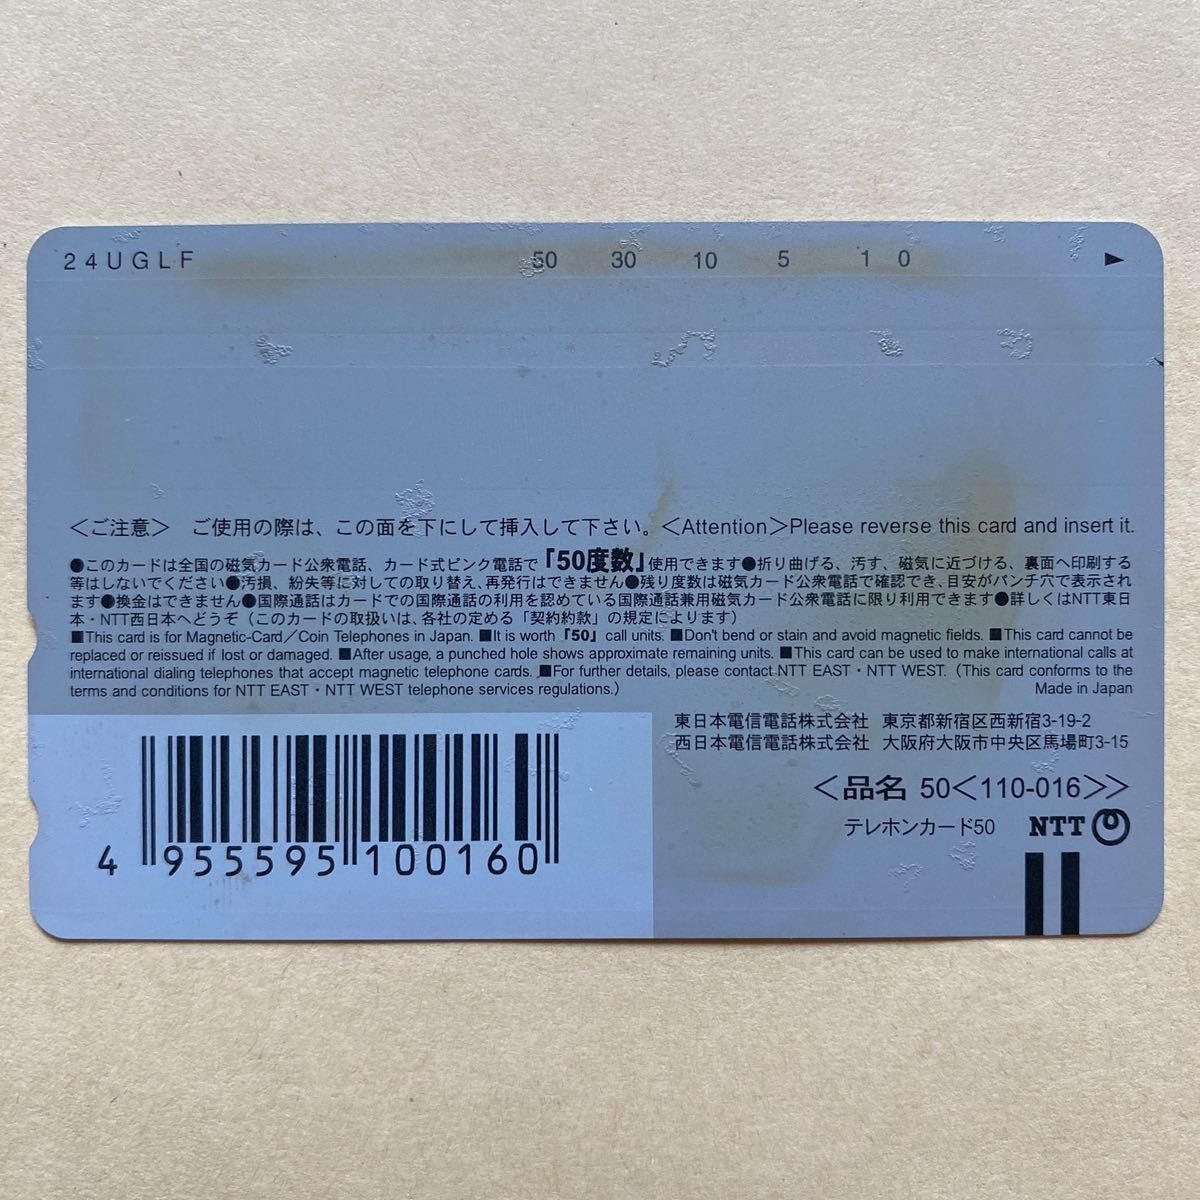 24UGLF 50 30 10 5 1 0 ▶
＜ご注意＞ ご使用の際は、この面を下にして挿入して下さい。＜Attention＞Please reverse this card and insert it.
●このカードは全国の磁気カード公衆電話、カード式ピンク電話で「50度数」使用できます●折り曲げる、汚す、磁気に近づける、裏面へ印刷する
等はしないでください●汚損、紛失等に対しての取り替え、再発行はできません●残り度数は磁気カード公衆電話で確認でき、目安がパンチ穴で表示され
ます●換金はできません●国際通話はカードでの国際通話の利用を認めている国際通話兼用磁気カード公衆電話に限り利用できます●詳しくはNTT東日
本・NTT西日本へどうぞ（このカードの取扱いは、各社の定める「契約約款」の規定によります）
■This card is for Magnetic-Card／Coin Telephones in Japan. ■It is worth「50」call units. ■Don't bend or stain and avoid magnetic fields. ■This card cannot be
replaced or reissued if lost or damaged. ■After usage, a punched hole shows approximate remaining units. ■This card can be used to make international calls at
international dialing telephones that accept magnetic telephone cards. ■For further details, please contact NTT EAST・NTT WEST. (This card conforms to the
terms and conditions for NTT EAST・NTT WEST telephone services regulations.) Made in Japan
東日本電信電話株式会社 東京都新宿区西新宿3-19-2
西日本電信電話株式会社 大阪府大阪市中央区馬場町3-15
＜品名 50＜110-016＞＞
テレホンカード50 NTT
4 955595 100160